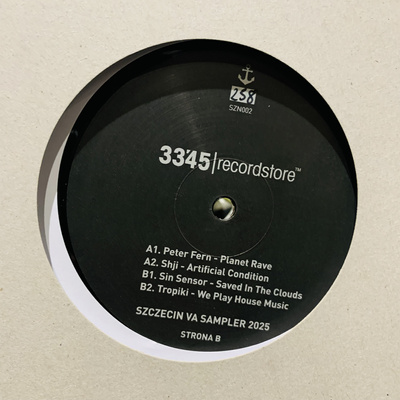 258
SZN002
3345|recordstore™
A1. Peter Fern - Planet Rave
A2. Shji - Artificial Condition
B1. Sin Sensor - Saved In The Clouds
B2. Tropiki - We Play House Music
SZCZECIN VA SAMPLER 2025
STRONA B